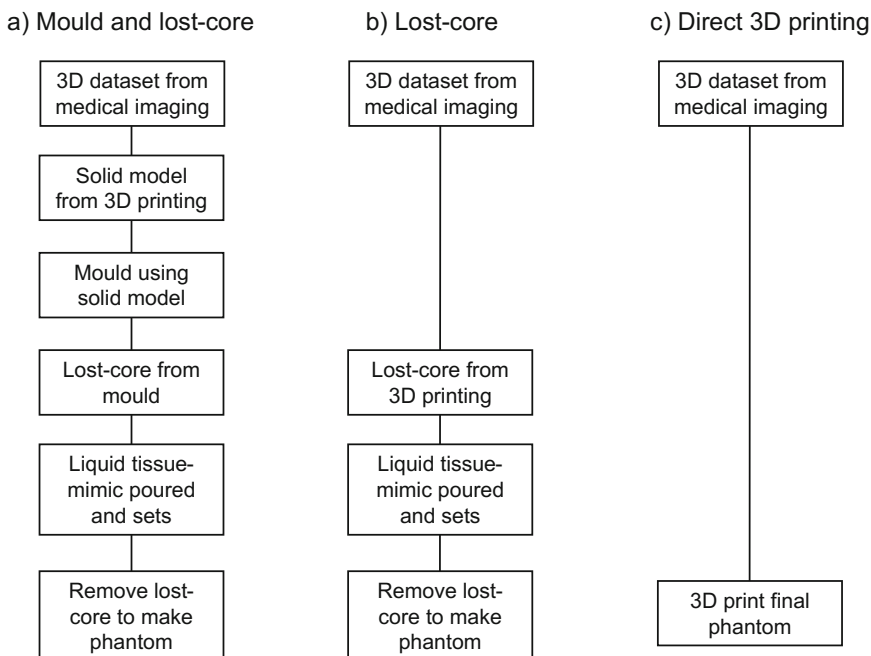 a) Mould and lost-core
3D dataset from
medical imaging
Solid model
from 3D printing
Mould using
solid model
Lost-core from
mould
Liquid tissue-
mimic poured
and sets
Remove lost-
core to make
phantom
b) Lost-core
3D dataset from
medical imaging
Lost-core from
3D printing
Liquid tissue-
mimic poured
and sets
Remove lost-
core to make
phantom
c) Direct 3D printing
3D dataset from
medical imaging
3D print final
phantom